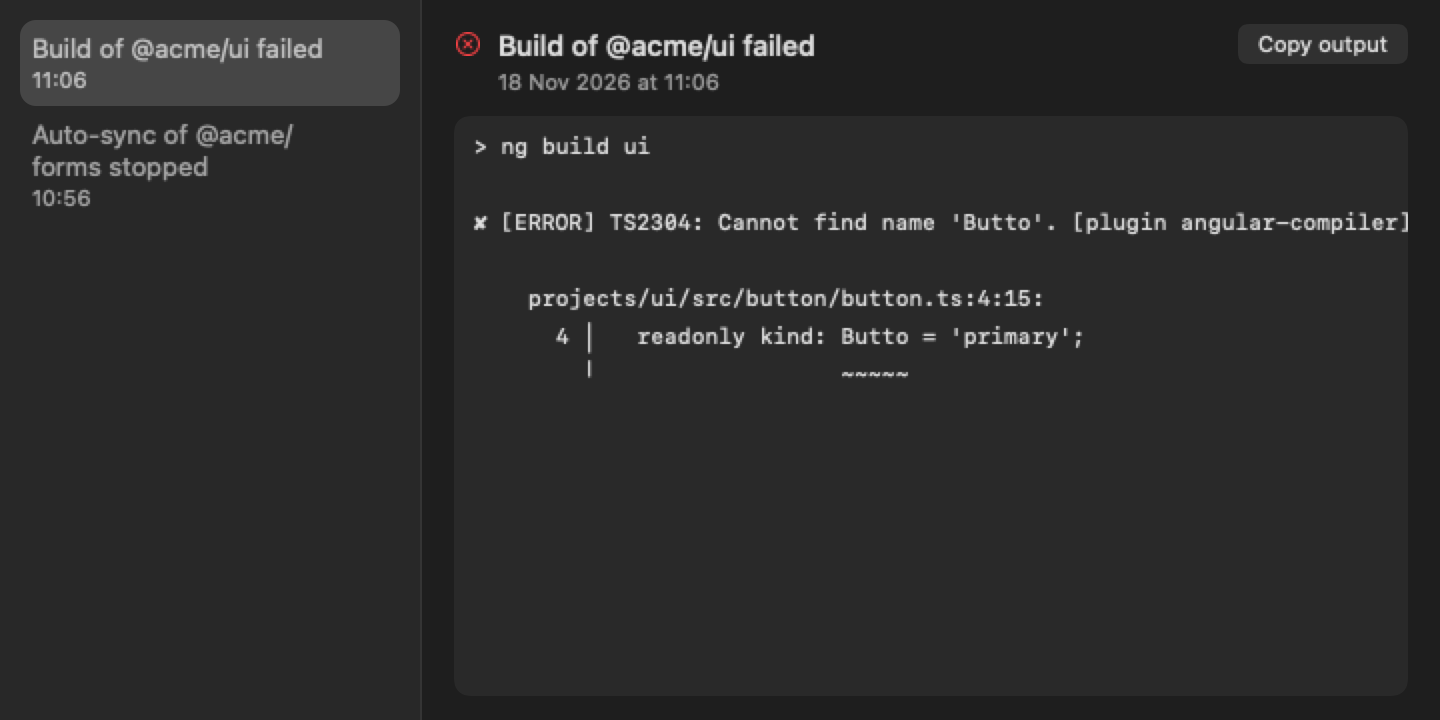 Build of @acme/ui failed
11:06
Auto-sync of @acme/
forms stopped
10:56
Build of @acme/ui failed
18 Nov 2026 at 11:06
Copy output
> ng build ui
✘ [ERROR] TS2304: Cannot find name 'Butto'. [plugin angular-compiler]
projects/ui/src/button/button.ts:4:15:
4 │   readonly kind: Butto = 'primary';
╵                  ~~~~~